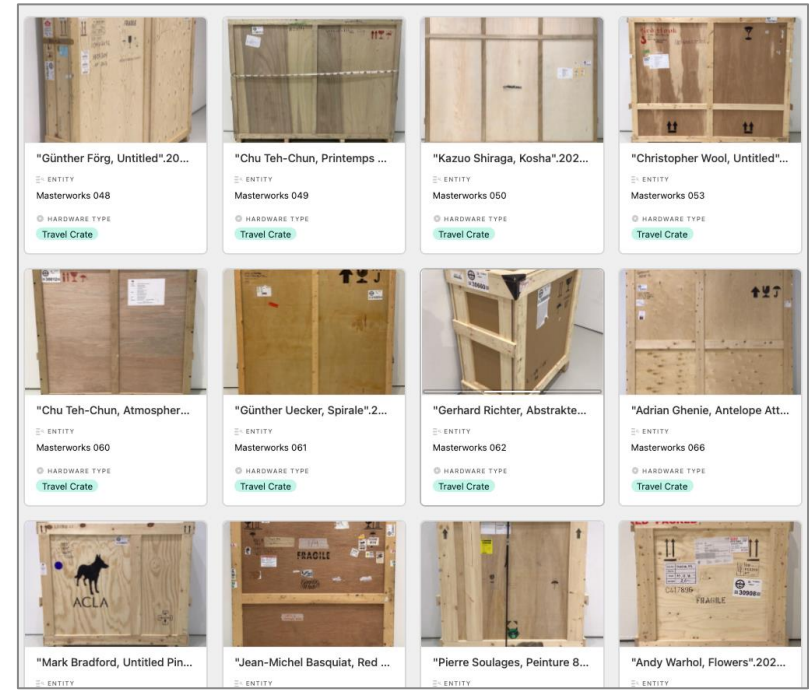 "Günther Förg, Untitled".20...
ENTITY
Masterworks 048
HARDWARE TYPE
Travel Crate
"Chu Teh-Chun, Printemps ...
ENTITY
Masterworks 049
HARDWARE TYPE
Travel Crate
"Kazuo Shiraga, Kosha".202...
ENTITY
Masterworks 050
HARDWARE TYPE
Travel Crate
"Christopher Wool, Untitled"...
ENTITY
Masterworks 053
HARDWARE TYPE
Travel Crate
"Chu Teh-Chun, Atmospher...
ENTITY
Masterworks 060
HARDWARE TYPE
Travel Crate
"Günther Uecker, Spirale".2...
ENTITY
Masterworks 061
HARDWARE TYPE
Travel Crate
"Gerhard Richter, Abstrakte...
ENTITY
Masterworks 062
HARDWARE TYPE
Travel Crate
"Adrian Ghenie, Antelope Att...
ENTITY
Masterworks 066
HARDWARE TYPE
Travel Crate
ACLA
"Mark Bradford, Untitled Pin...
ENTITY
FRAGILE
"Jean-Michel Basquiat, Red ...
ENTITY
"Pierre Soulages, Peinture 8...
ENTITY
FRAGILE
30908
"Andy Warhol, Flowers".202...
ENTITY